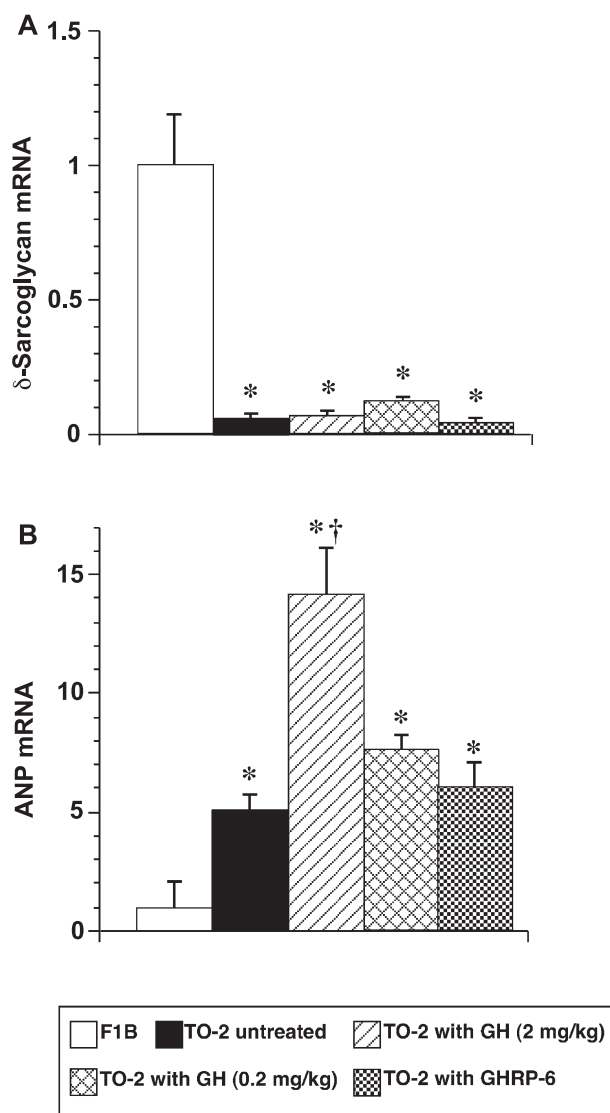 A
1.5
1
0.5
0
δ-Sarcoglycan mRNA
* * * *
B
15
10
5
0
ANP mRNA
*†
*
*
*
F1B TO-2 untreated TO-2 with GH (2 mg/kg)
TO-2 with GH (0.2 mg/kg) TO-2 with GHRP-6